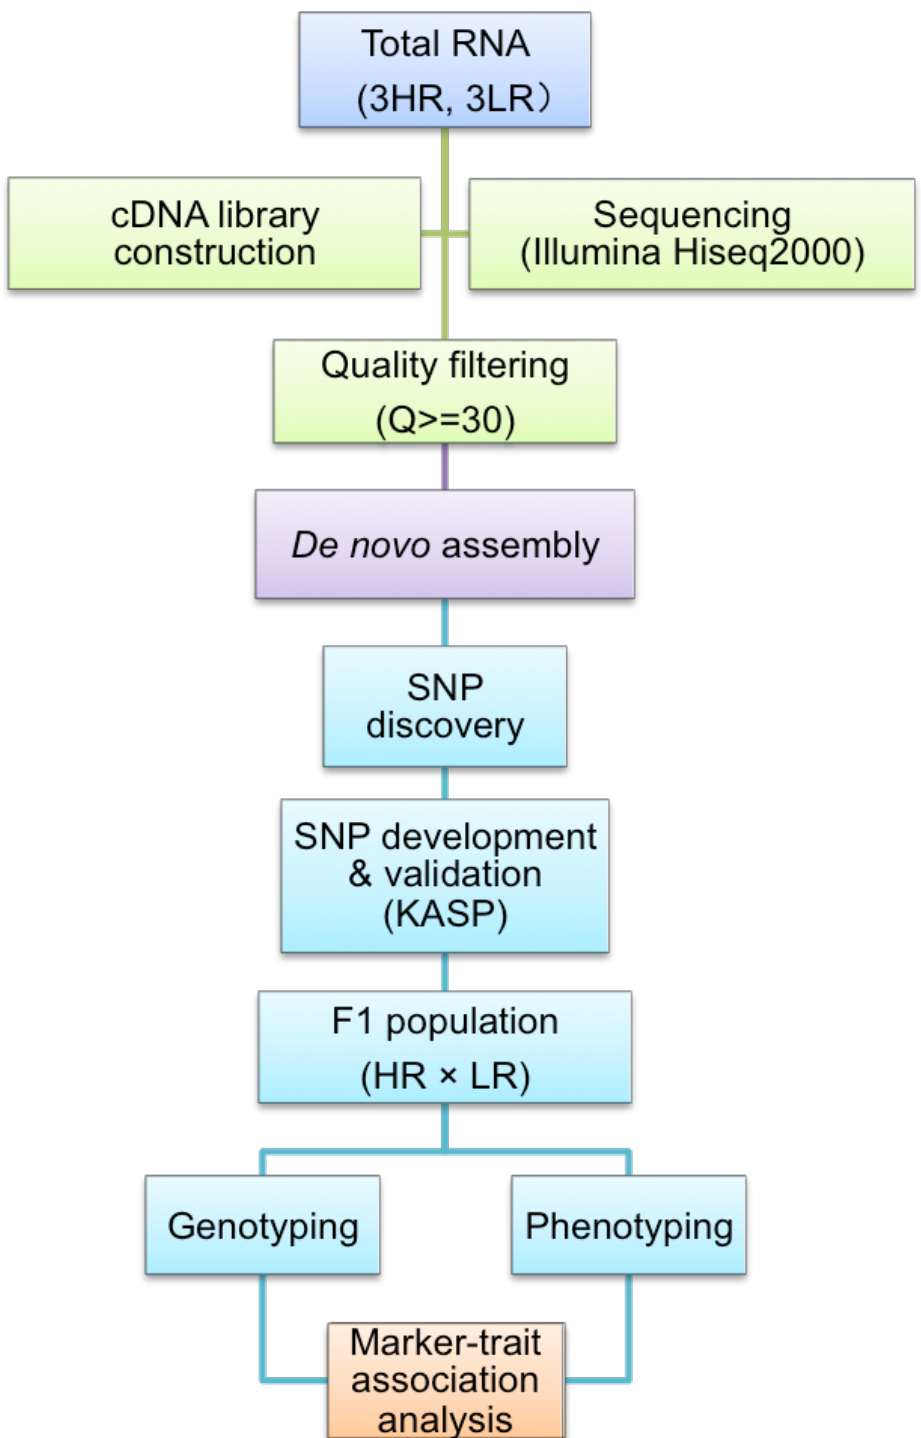 Total RNA
(3HR, 3LR）
cDNA library
construction
Sequencing
(Illumina Hiseq2000)
Quality filtering
(Q>=30)
De novo assembly
SNP
discovery
SNP development
& validation
(KASP)
F1 population
(HR × LR)
Genotyping
Phenotyping
Marker-trait
association
analysis